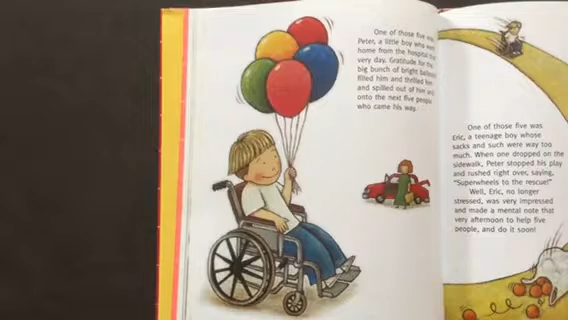 One of those five was
Peter, a little boy who went
home from the hospital that
very day. Gratitude for the
big bunch of bright balloons
filled him and thrilled him
and spilled out of him and
onto the next five people
who came his way.
One of those five was
Eric, a teenage boy whose
sacks and such were way too
much. When one dropped on the
sidewalk, Peter stopped his play
and rushed right over, saying,
"Superwheels to the rescue!"
Well, Eric, no longer
stressed, was very impressed
and made a mental note that
very afternoon to help five
people, and do it soon!